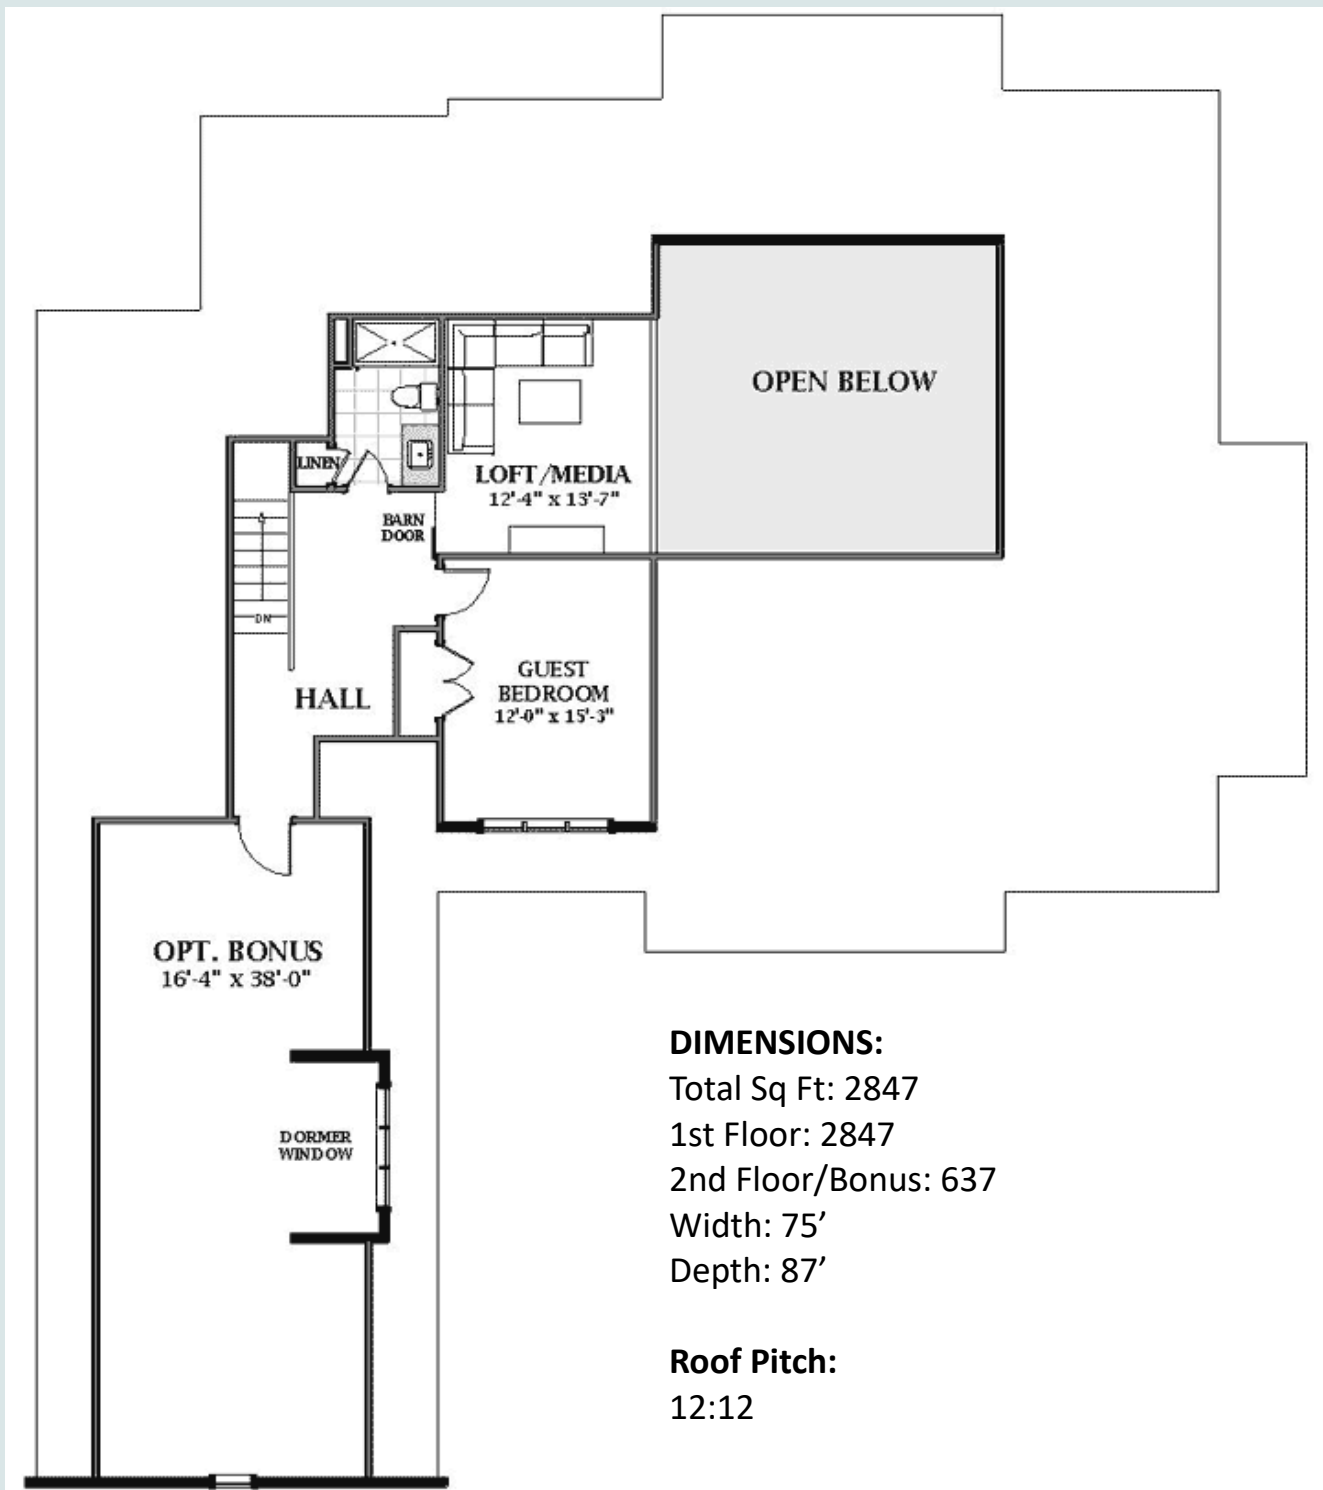 OPEN BELOW
LINEN
LOFT/MEDIA
12'-4" x 13'-7"
BARN
DOOR
DN
GUEST
BEDROOM
12'-0" x 15'-3"
HALL
OPT. BONUS
16'-4" x 38'-0"
DORMER
WINDOW
DIMENSIONS:
Total Sq Ft: 2847
1st Floor: 2847
2nd Floor/Bonus: 637
Width: 75’
Depth: 87’
Roof Pitch:
12:12